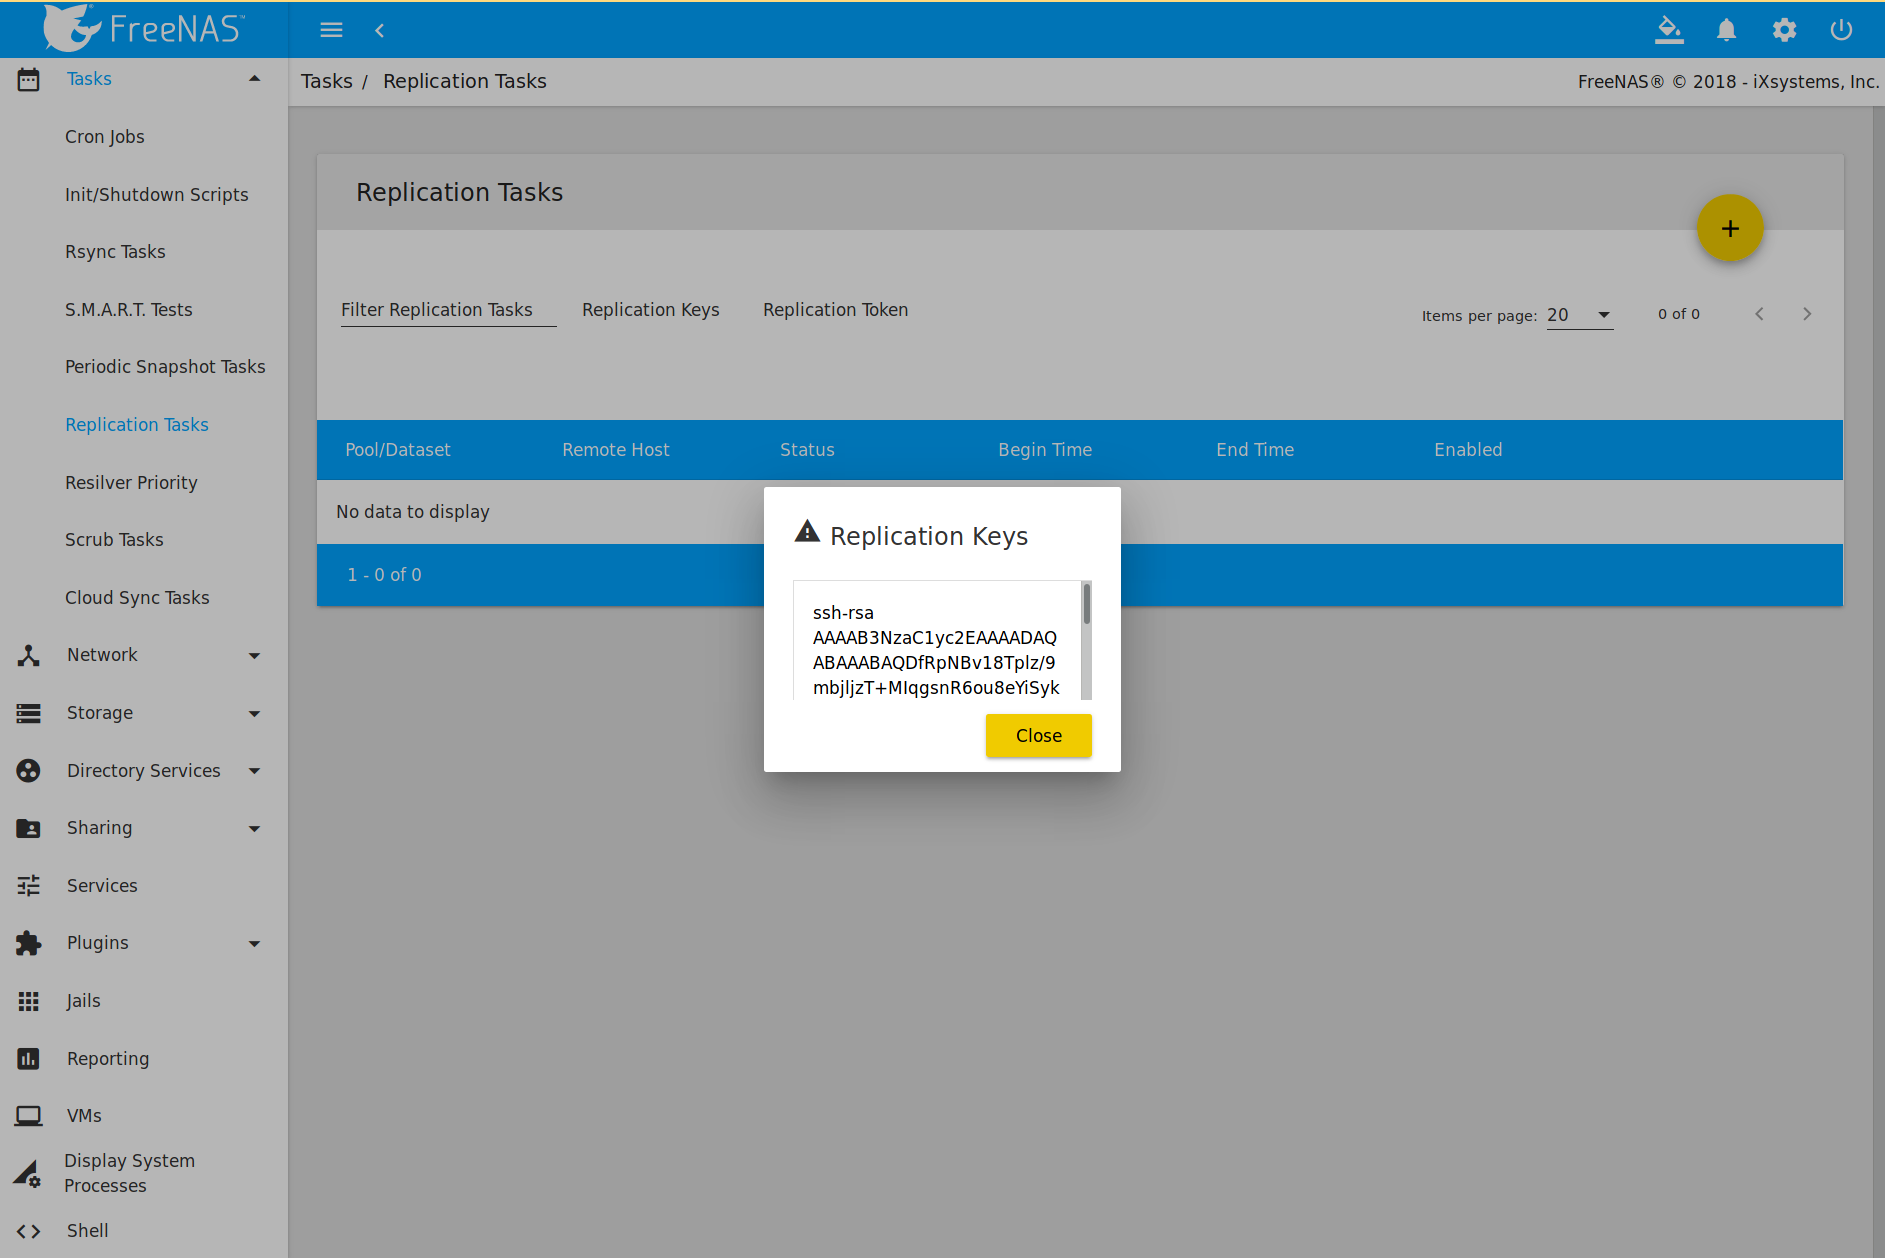 FreeNAS™
Tasks / Replication Tasks
FreeNAS® © 2018 - iXsystems, Inc.
Tasks
Cron Jobs
Init/Shutdown Scripts
Rsync Tasks
S.M.A.R.T. Tests
Periodic Snapshot Tasks
Replication Tasks
Resilver Priority
Scrub Tasks
Cloud Sync Tasks
Network
Storage
Directory Services
Sharing
Services
Plugins
Jails
Reporting
VMs
Display System
Processes
Shell
Replication Tasks
+
Filter Replication Tasks Replication Keys Replication Token
Items per page: 20 0 of 0
Pool/Dataset Remote Host Status Begin Time End Time Enabled
No data to display
1 - 0 of 0
Replication Keys
ssh-rsa
AAAAB3NzaC1yc2EAAAADAQ
ABAAABAQDfRpNBv18Tplz/9
mbjljzT+MIqgsnR6ou8eYiSyk
Close